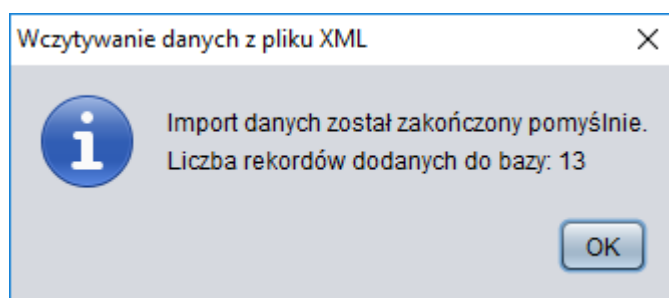 Wczytywanie danych z pliku XML
Import danych został zakończony pomyślnie.
Liczba rekordów dodanych do bazy: 13
OK